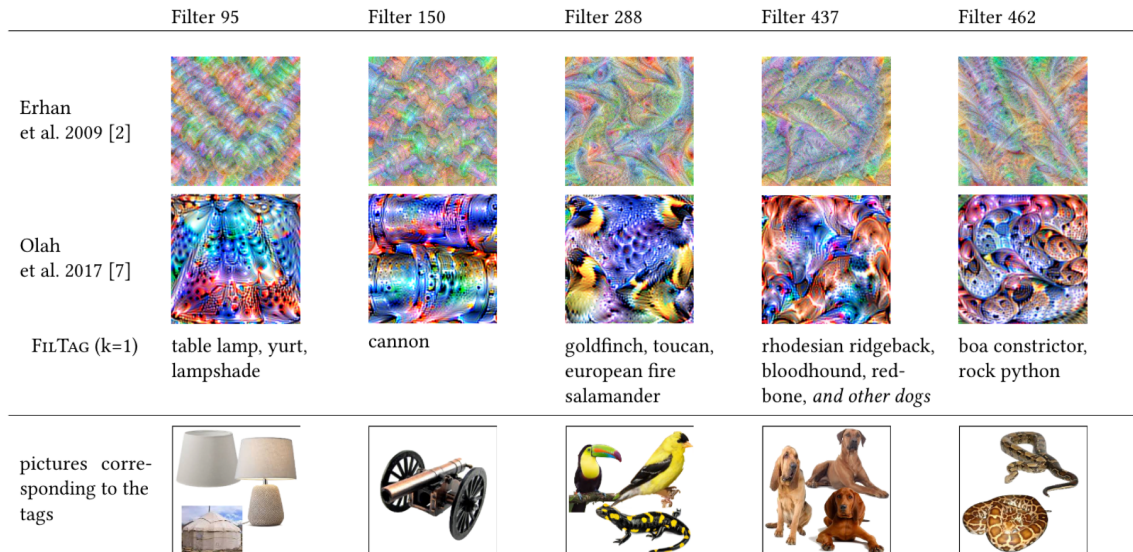 Filter 95 Filter 150 Filter 288 Filter 437 Filter 462
Erhan
et al. 2009 [2]
Olah
et al. 2017 [7]
FILTAG (k=1)
table lamp, yurt,
lampshade
cannon
goldfinch, toucan,
european fire
salamander
rhodesian ridgeback,
bloodhound, red-
bone, and other dogs
boa constrictor,
rock python
pictures corre-
sponding to the
tags